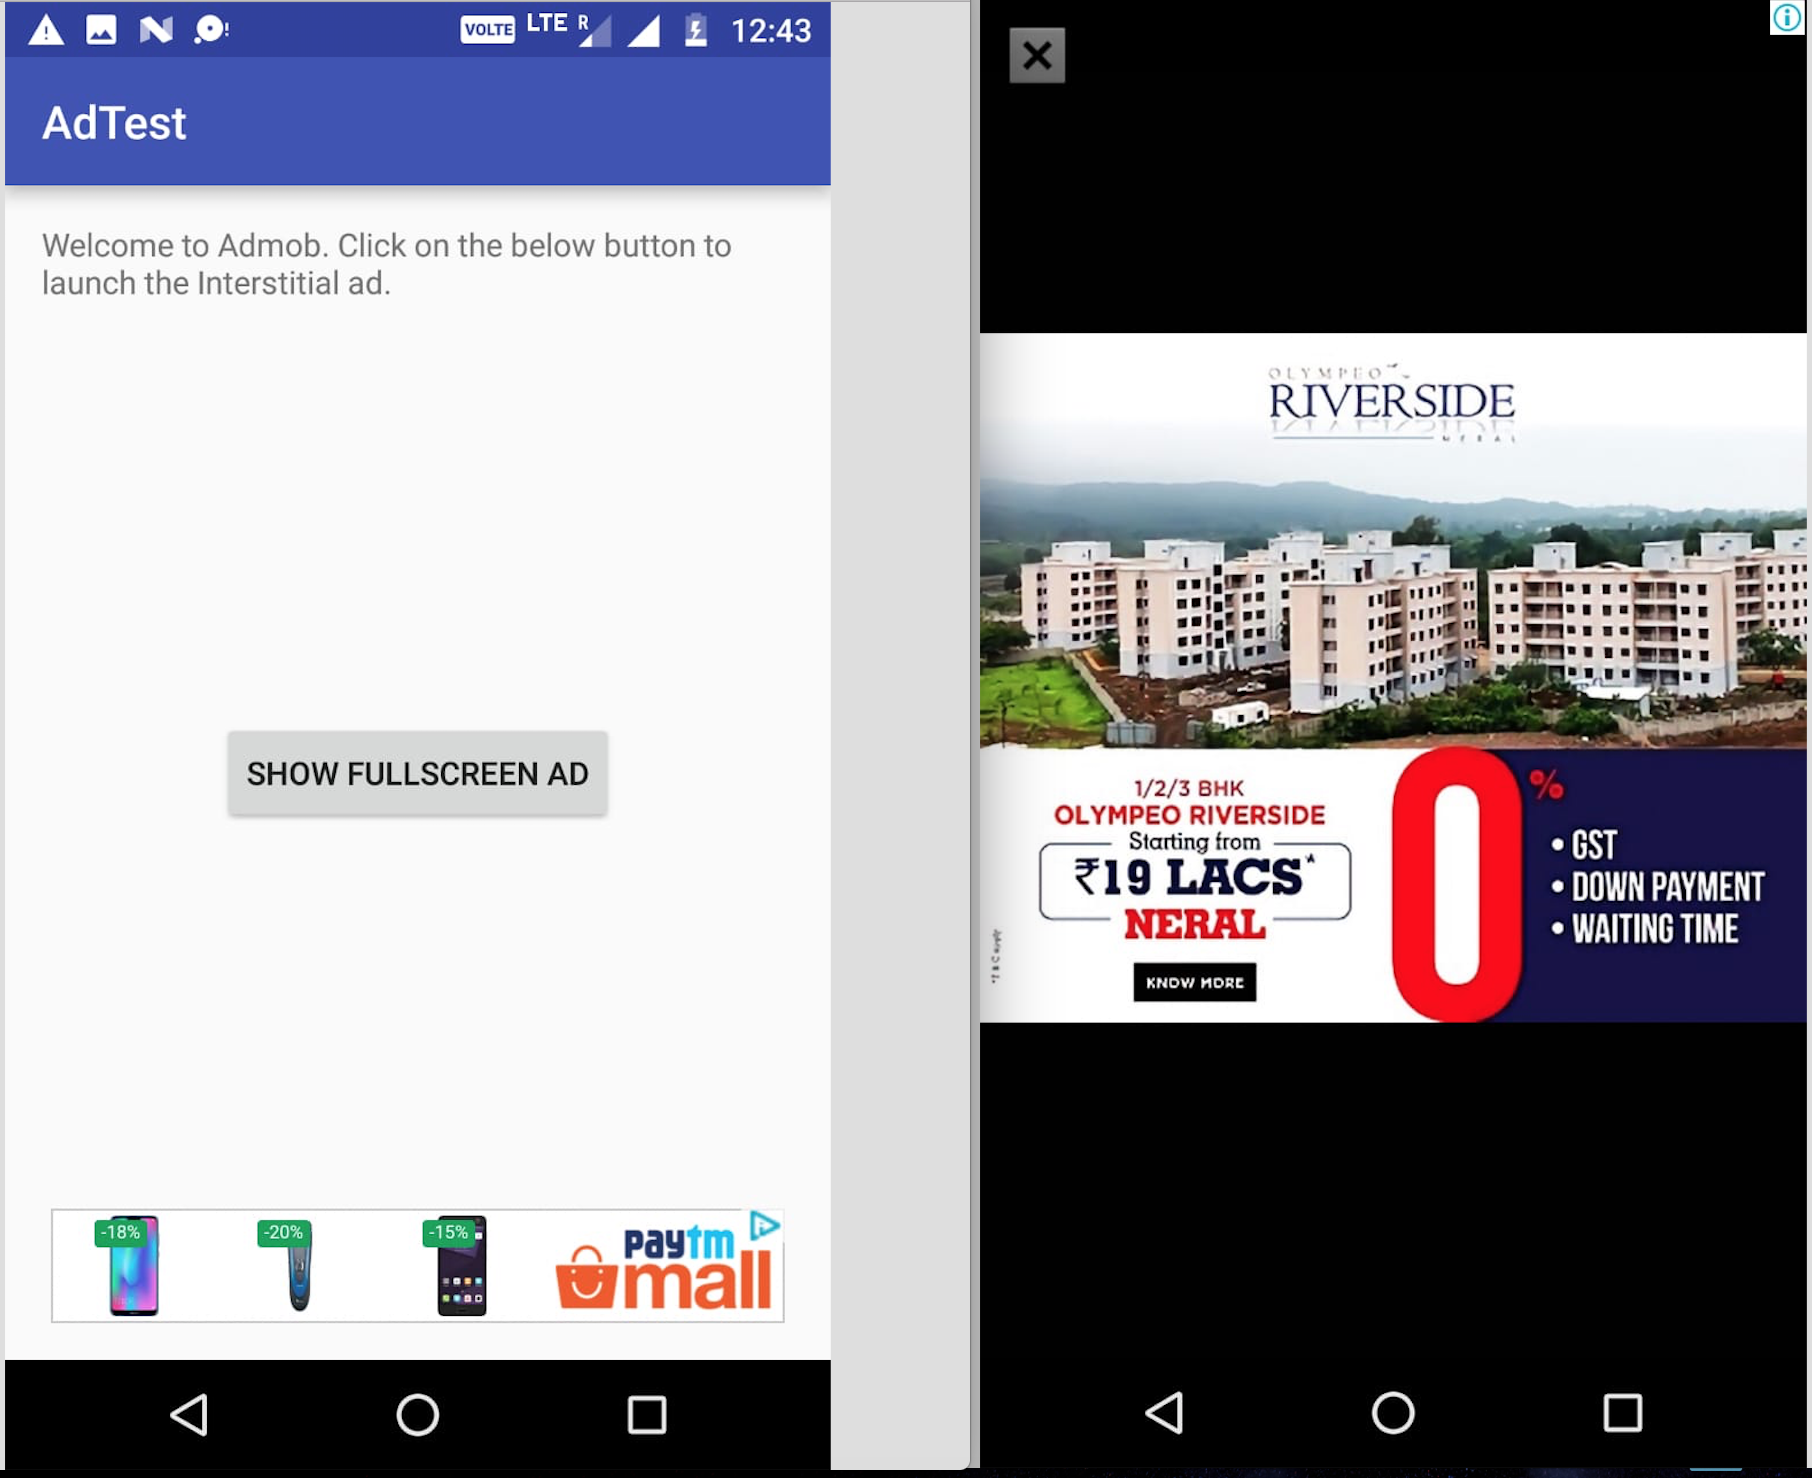 VOLTE LTE R 12:43
AdTest
Welcome to Admob. Click on the below button to
launch the Interstitial ad.
SHOW FULLSCREEN AD
-18% -20% -15%
paytm
mall
OLYMPEO
RIVERSIDE
NERAL
1/2/3 BHK
OLYMPEO RIVERSIDE
Starting from
₹19 LACS*
NERAL
KNOW MORE
0%
• GST
• DOWN PAYMENT
• WAITING TIME